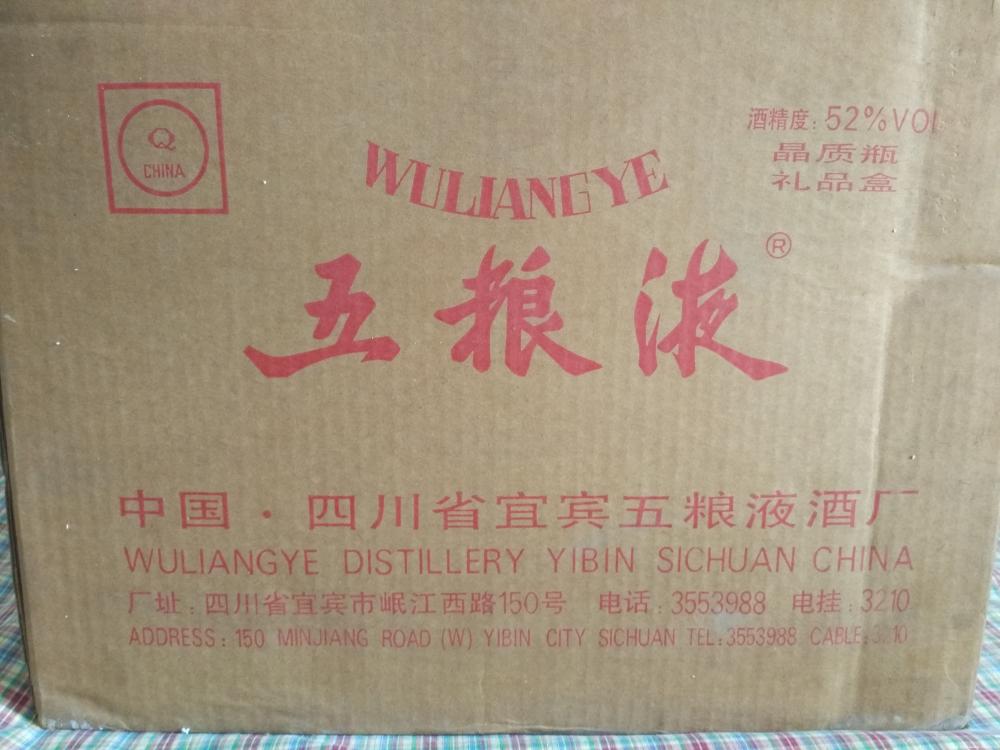 Q
CHINA
酒精度: 52%VOL
晶质瓶
礼品盒
WULIANGYE
五粮液®
中国·四川省宜宾五粮液酒厂
WULIANGYE DISTILLERY YIBIN SICHUAN CHINA
厂址:四川省宜宾市岷江西路150号 电话:3553988 电挂:3210
ADDRESS: 150 MINJIANG ROAD (W) YIBIN CITY SICHUAN TEL:3553988 CABLE:3210